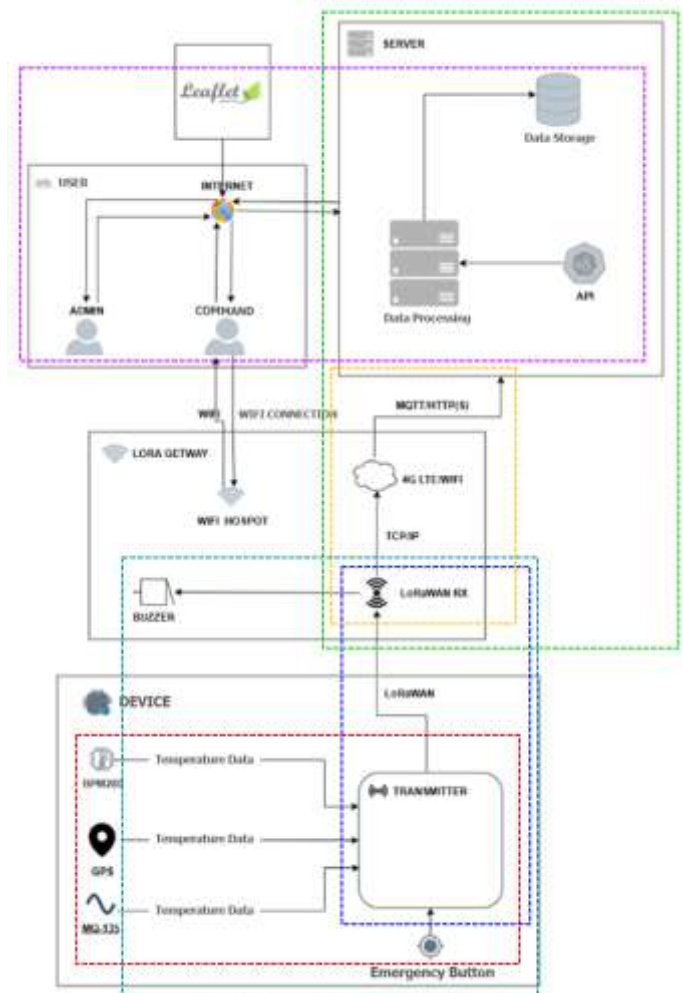 SERVER
Leaflet
Data Storage
USER
INTERNET
ADMIN
COMMAND
Data Processing
API
WIFI
WIFI CONNECTION
MQTT/HTTP(S)
LORA GETWAY
4G LTE/WIFI
WIFI HOSPOT
TCP/IP
LoRaWAN RX
BUZZER
LoRaWAN
DEVICE
Temperature Data
TRANSMITTER
Temperature Data
GPS
Temperature Data
MQ-135
Emergency Button